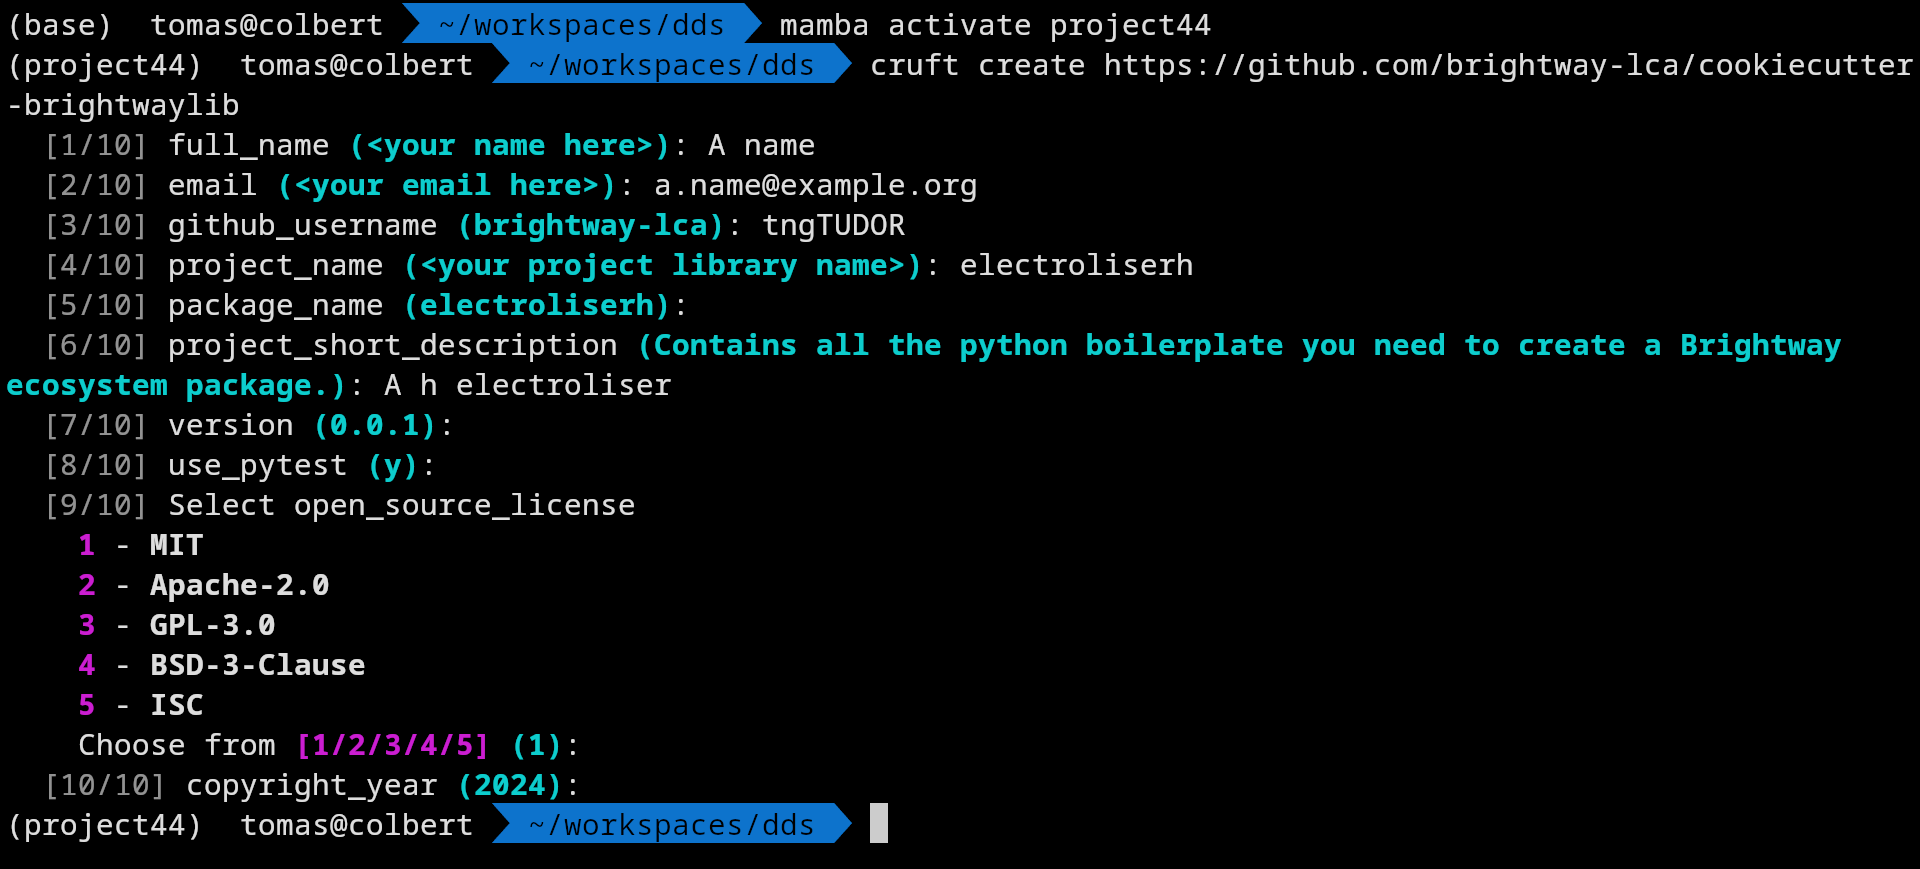 (base)  tomas@colbert  ~/workspaces/dds  mamba activate project44
(project44)  tomas@colbert  ~/workspaces/dds  cruft create https://github.com/brightway-lca/cookiecutter
-brightwaylib
  [1/10] full_name (<your name here>): A name
  [2/10] email (<your email here>): a.name@example.org
  [3/10] github_username (brightway-lca): tngTUDOR
  [4/10] project_name (<your project library name>): electroliserh
  [5/10] package_name (electroliserh):
  [6/10] project_short_description (Contains all the python boilerplate you need to create a Brightway
ecosystem package.): A h electroliser
  [7/10] version (0.0.1):
  [8/10] use_pytest (y):
  [9/10] Select open_source_license
    1 - MIT
    2 - Apache-2.0
    3 - GPL-3.0
    4 - BSD-3-Clause
    5 - ISC
    Choose from [1/2/3/4/5] (1):
  [10/10] copyright_year (2024):
(project44)  tomas@colbert  ~/workspaces/dds